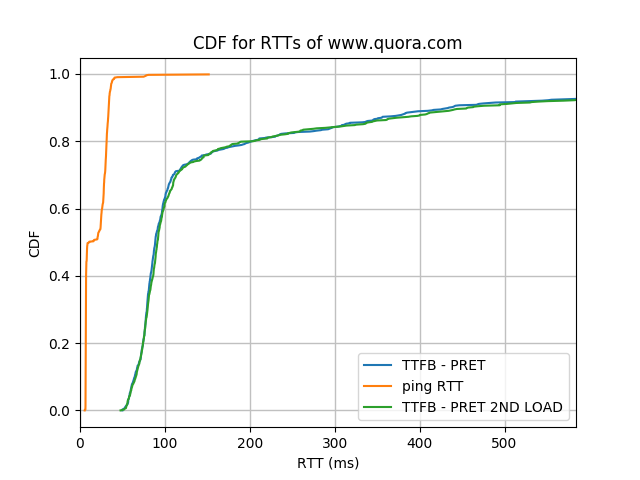 CDF for RTTs of www.quora.com
1.0
0.8
0.6
0.4
0.2
0.0
CDF
0 100 200 300 400 500
RTT (ms)
TTFB - PRET
ping RTT
TTFB - PRET 2ND LOAD